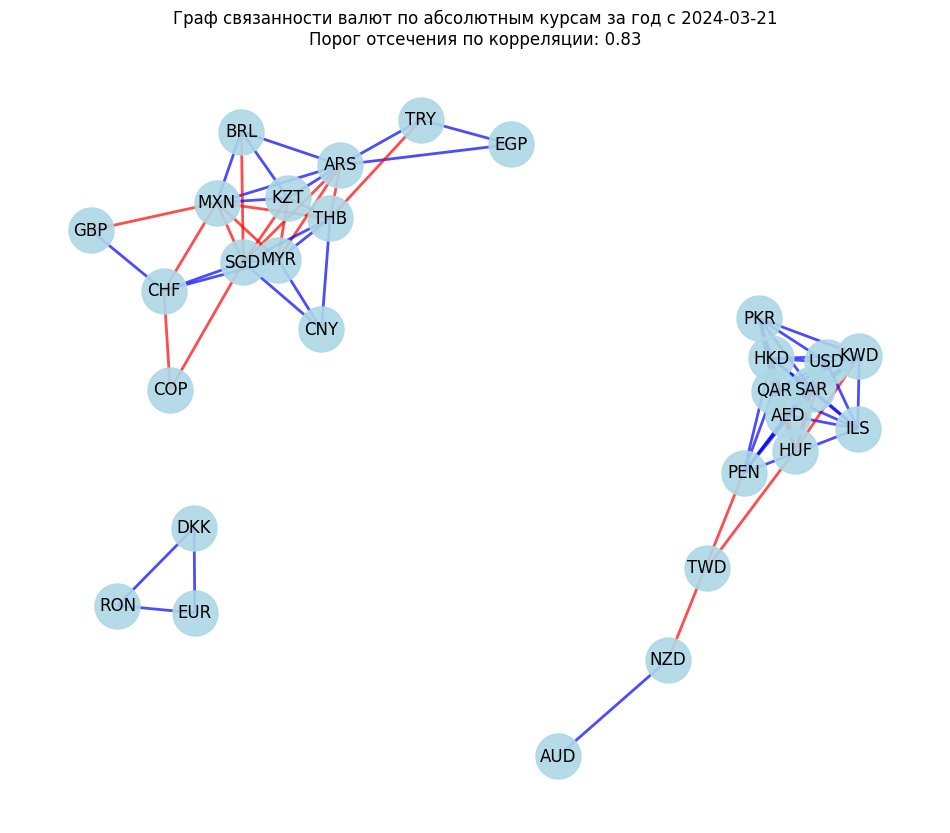 Граф связанности валют по абсолютным курсам за год с 2024-03-21
Порог отсечения по корреляции: 0.83
TRY
BRL
EGP
ARS
KZT
MXN
THB
GBP
MYR
SGD
CHF
PKR
CNY
KWD
HKD
USD
COP
QAR
SAR
AED
ILS
HUF
PEN
DKK
TWD
RON
EUR
NZD
AUD